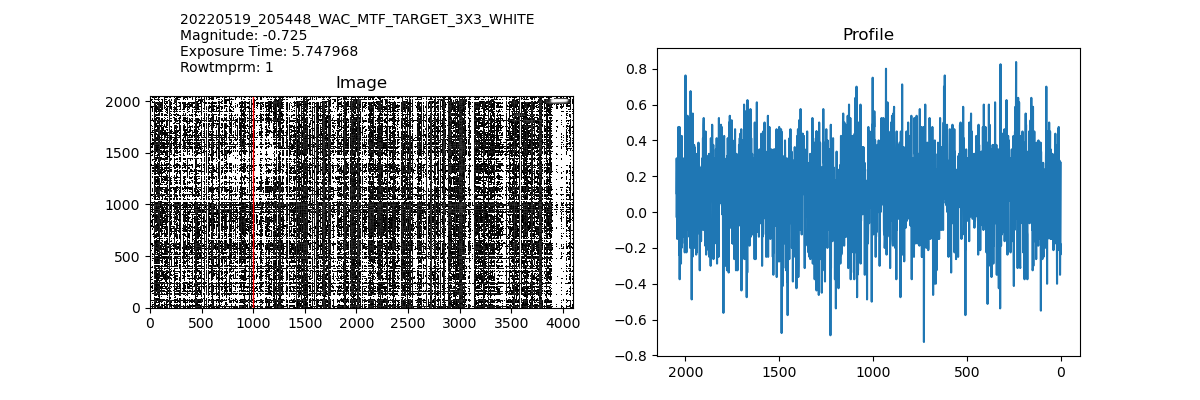 20220519_205448_WAC_MTF_TARGET_3X3_WHITE
Magnitude: -0.725
Exposure Time: 5.747968
Rowtmprm: 1
Image
2000
1500
1000
500
0
0 500 1000 1500 2000 2500 3000 3500 4000
Profile
0.8
0.6
0.4
0.2
0.0
−0.2
−0.4
−0.6
−0.8
2000 1500 1000 500 0